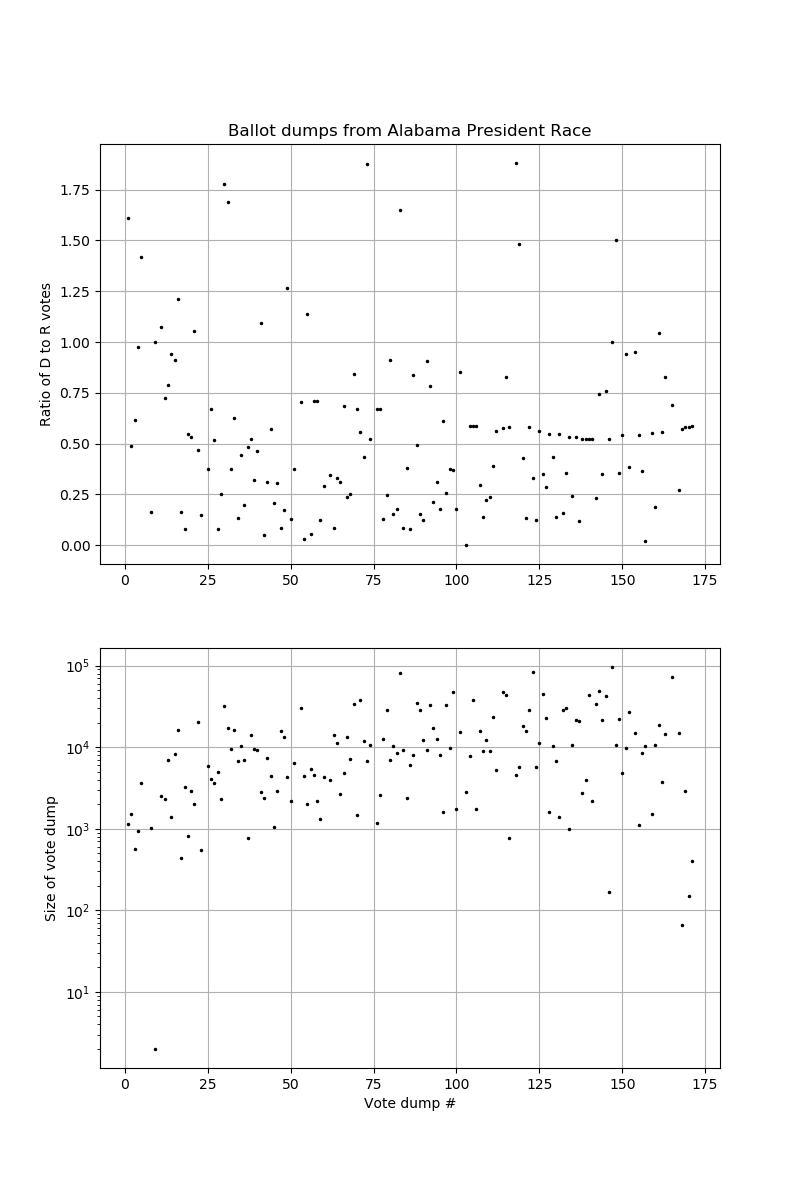 Ballot dumps from Alabama President Race
Ratio of D to R votes
1.75
1.50
1.25
1.00
0.75
0.50
0.25
0.00
0 25 50 75 100 125 150 175
Size of vote dump
10^5
10^4
10^3
10^2
10^1
0 25 50 75 100 125 150 175
Vote dump #